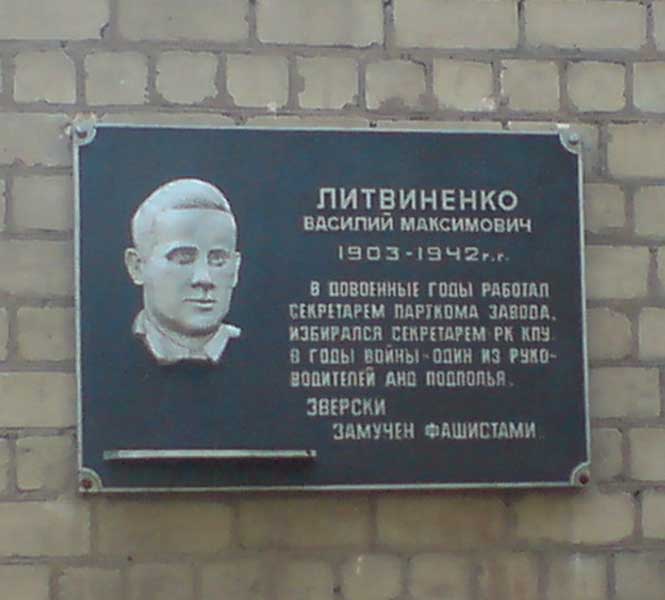 ЛИТВИНЕНКО
ВАСИЛИЙ МАКСИМОВИЧ
1903-1942г.г.
В ДОВОЕННЫЕ ГОДЫ РАБОТАЛ
СЕКРЕТАРЕМ ПАРТКОМА ЗАВОДА,
ИЗБИРАЛСЯ СЕКРЕТАРЕМ РК КПУ.
В ГОДЫ ВОЙНЫ-ОДИН ИЗ РУКО-
ВОДИТЕЛЕЙ АНД ПОДПОЛЬЯ.
ЗВЕРСКИ
ЗАМУЧЕН ФАШИСТАМИ.